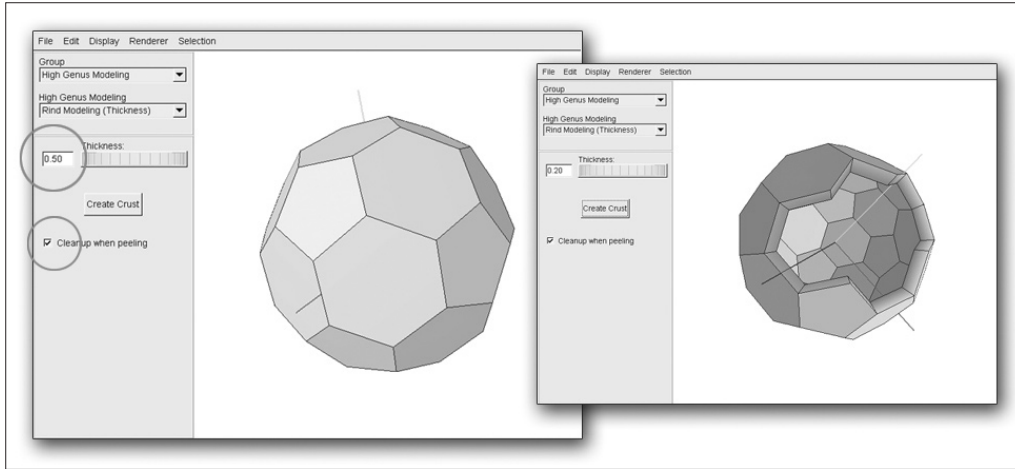 File Edit Display Renderer Selection
Group
High Genus Modeling
High Genus Modeling
Rind Modeling (Thickness)
Thickness:
0.50
Create Crust
Cleanup when peeling
File Edit Display Renderer Selection
Group
High Genus Modeling
High Genus Modeling
Rind Modeling (Thickness)
Thickness:
0.20
Create Crust
Cleanup when peeling